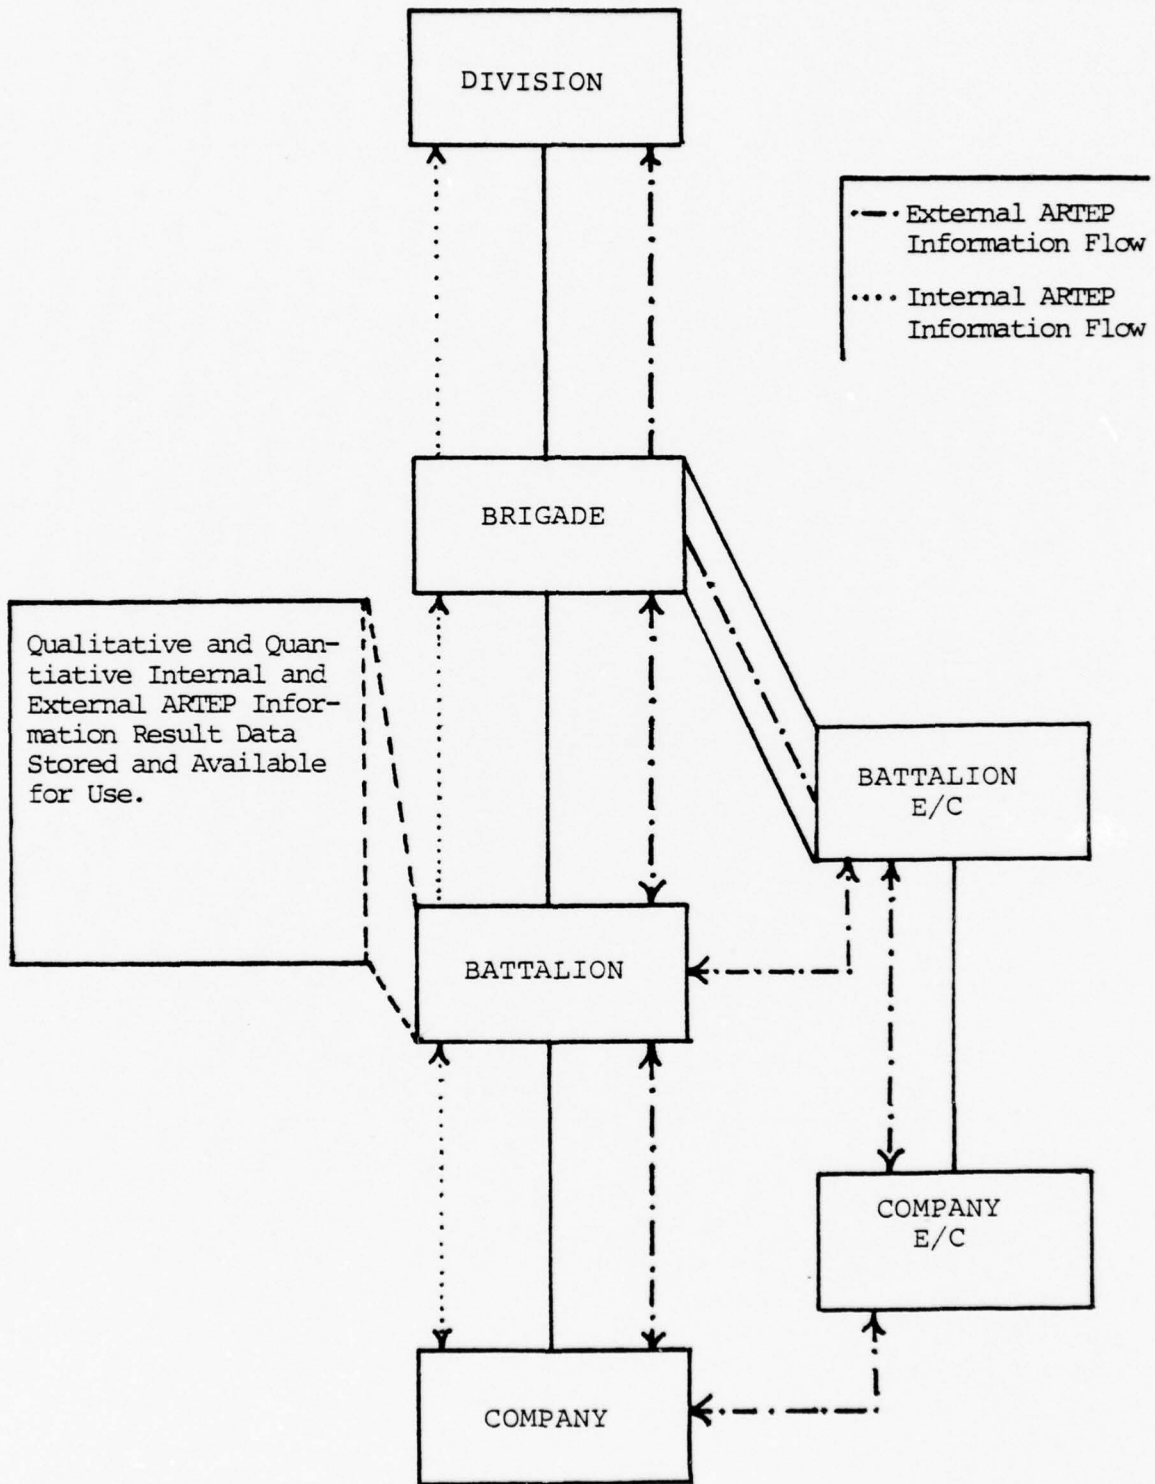 DIVISION
External ARTEP
Information Flow
Internal ARTEP
Information Flow
BRIGADE
Qualitative and Quan-
tiative Internal and
External ARTEP Infor-
mation Result Data
Stored and Available
for Use.
BATTALION
E/C
BATTALION
COMPANY
E/C
COMPANY